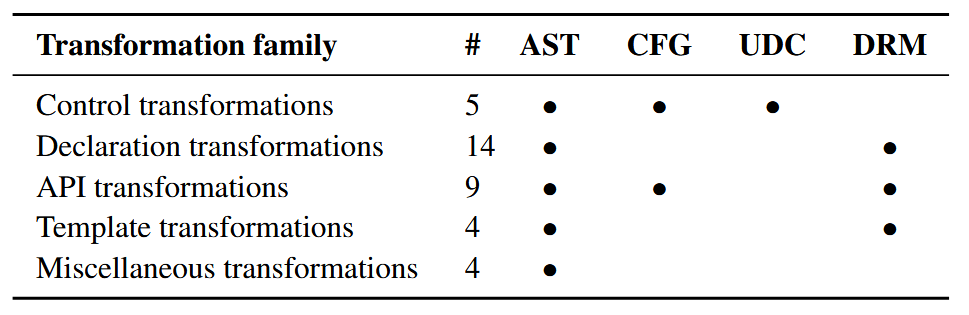 Transformation family # AST CFG UDC DRM
Control transformations 5 • • •
Declaration transformations 14 • •
API transformations 9 • • •
Template transformations 4 • •
Miscellaneous transformations 4 •